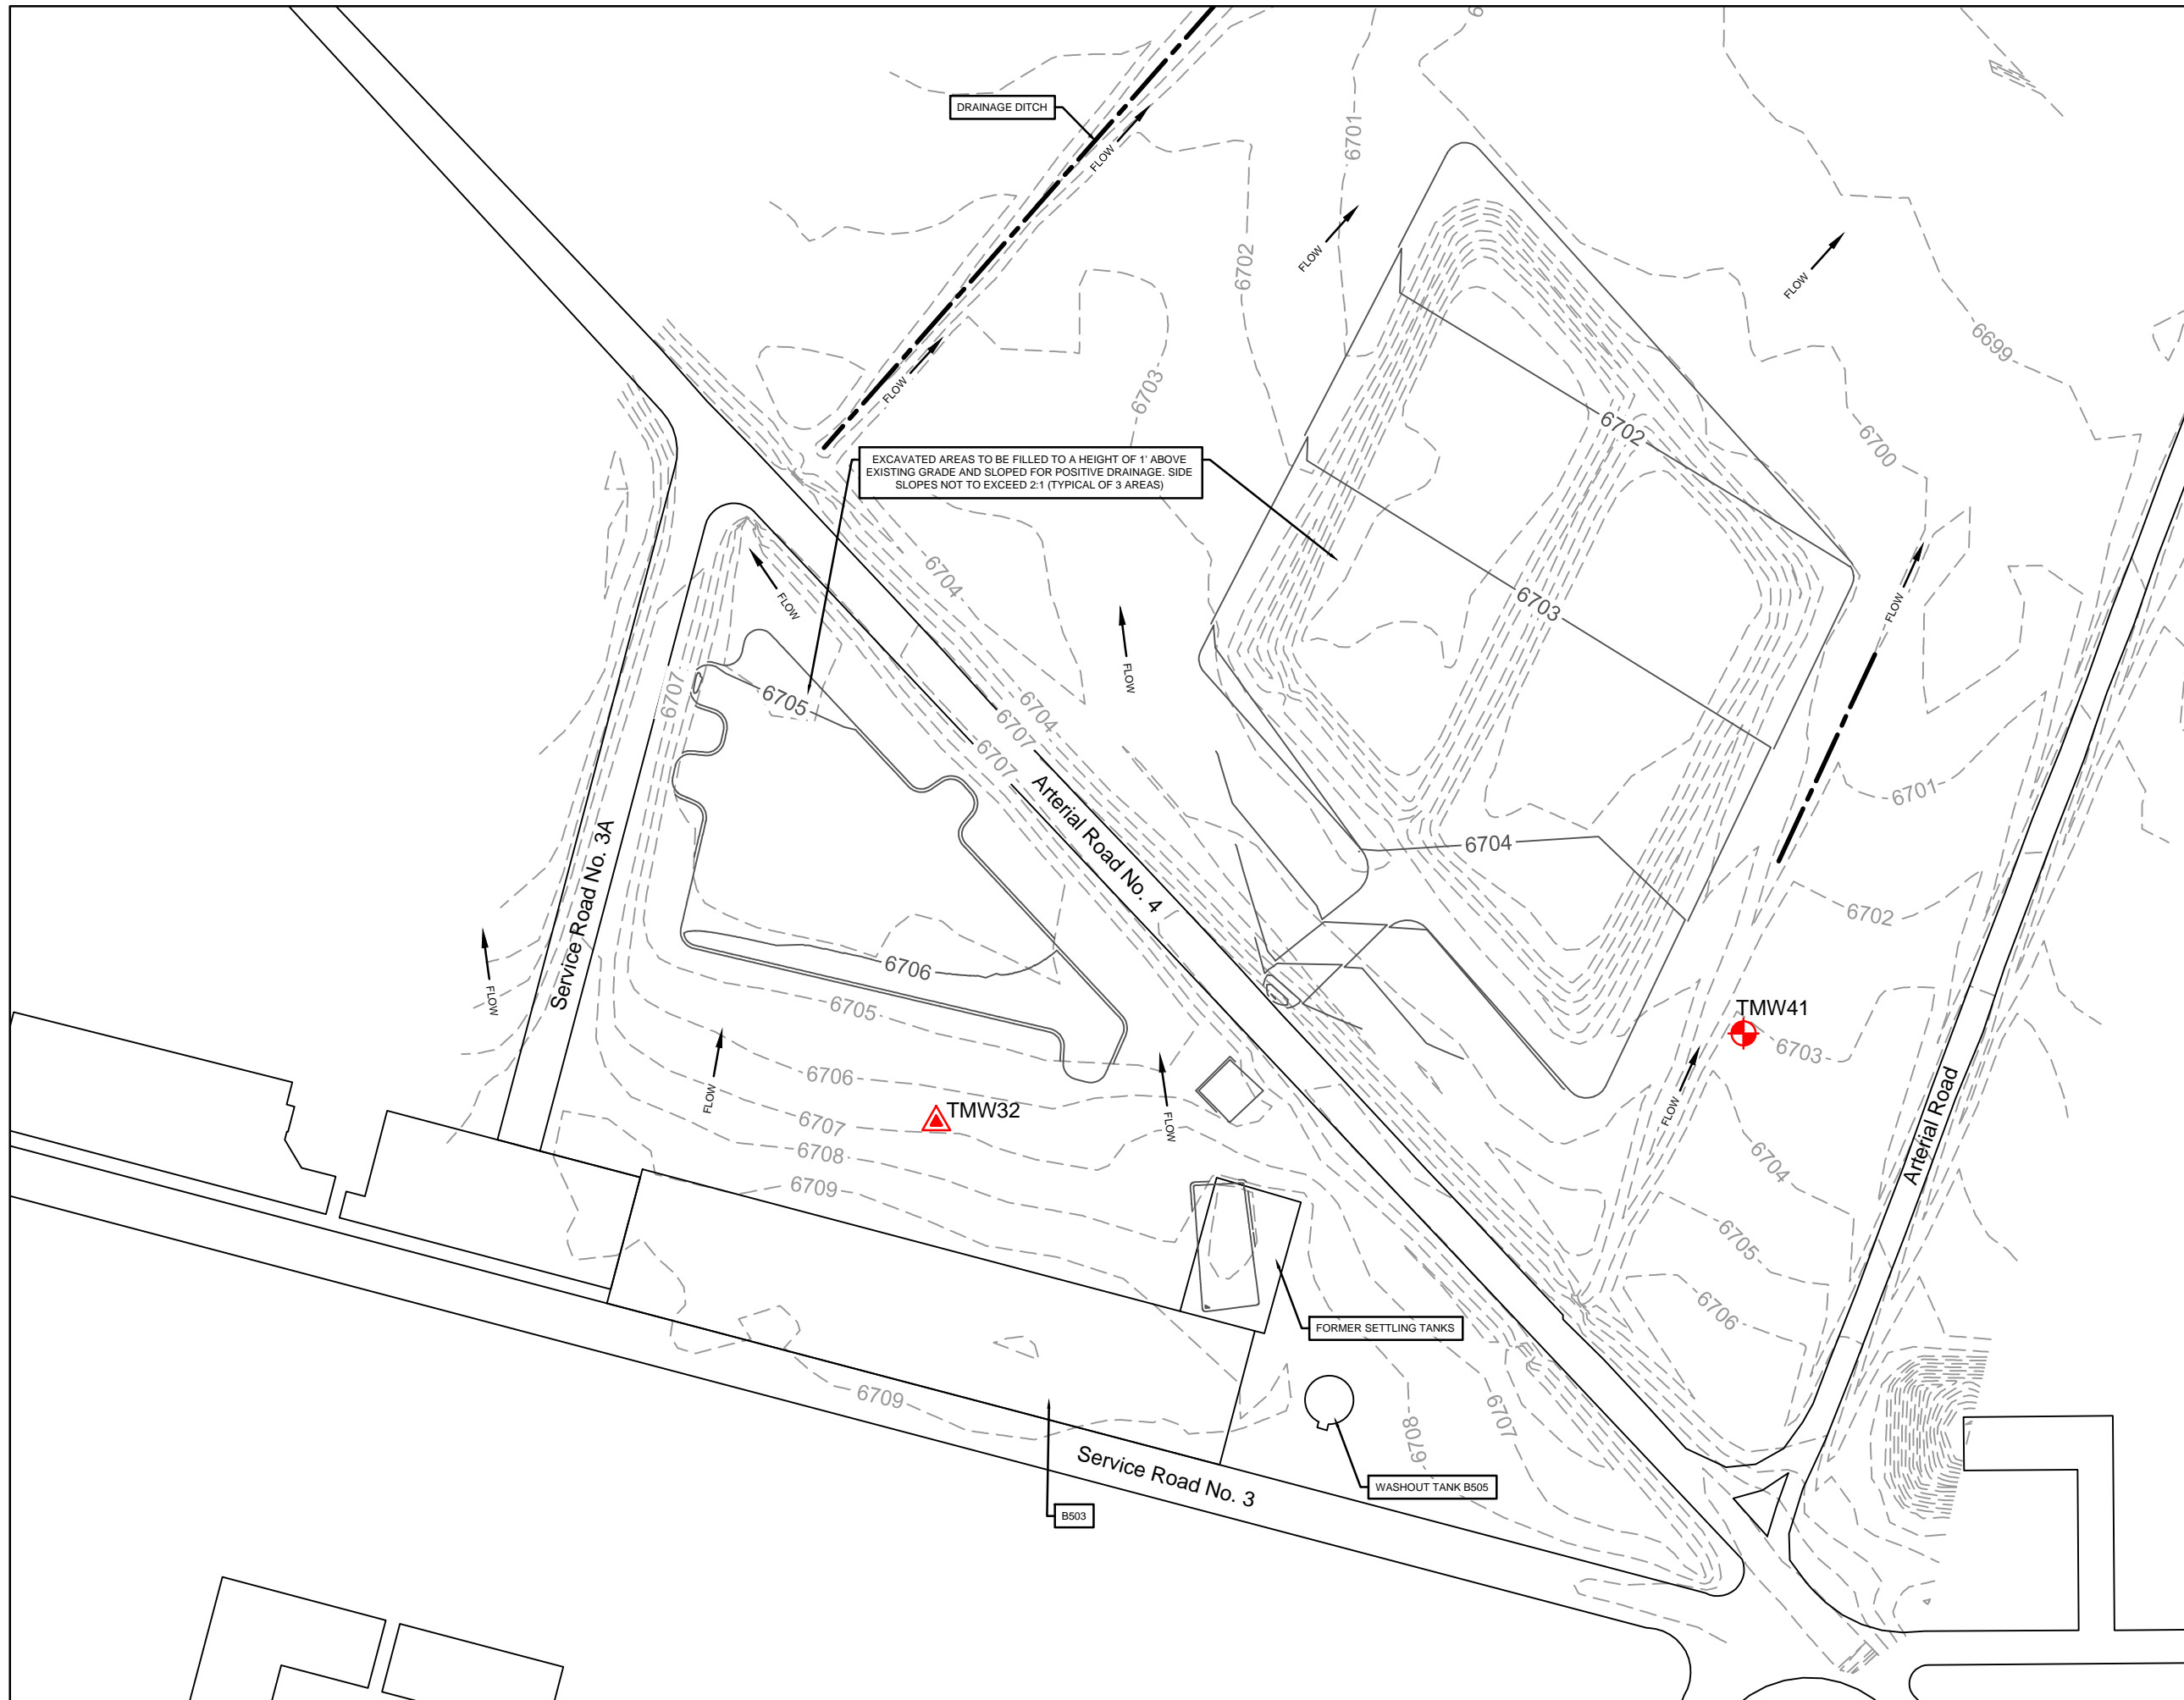 6701
DRAINAGE DITCH
FLOW
6702
FLOW
FLOW
6699
FLOW
6703
6702
6700
EXCAVATED AREAS TO BE FILLED TO A HEIGHT OF 1' ABOVE
EXISTING GRADE AND SLOPED FOR POSITIVE DRAINAGE. SIDE
SLOPES NOT TO EXCEED 2:1 (TYPICAL OF 3 AREAS)
6704
FLOW
6703
FLOW
FLOW
6707
6705
6704
6707
6707
6701
Arterial Road No. 4
6704
Service Road No. 3A
6702
6706
FLOW
6705
TMW41
6703
6706
FLOW
TMW32
FLOW
FLOW
6707
6708
6709
6704
Arterial Road
6705
6706
FORMER SETTLING TANKS
6709
6708
6707
Service Road No. 3
WASHOUT TANK B505
B503